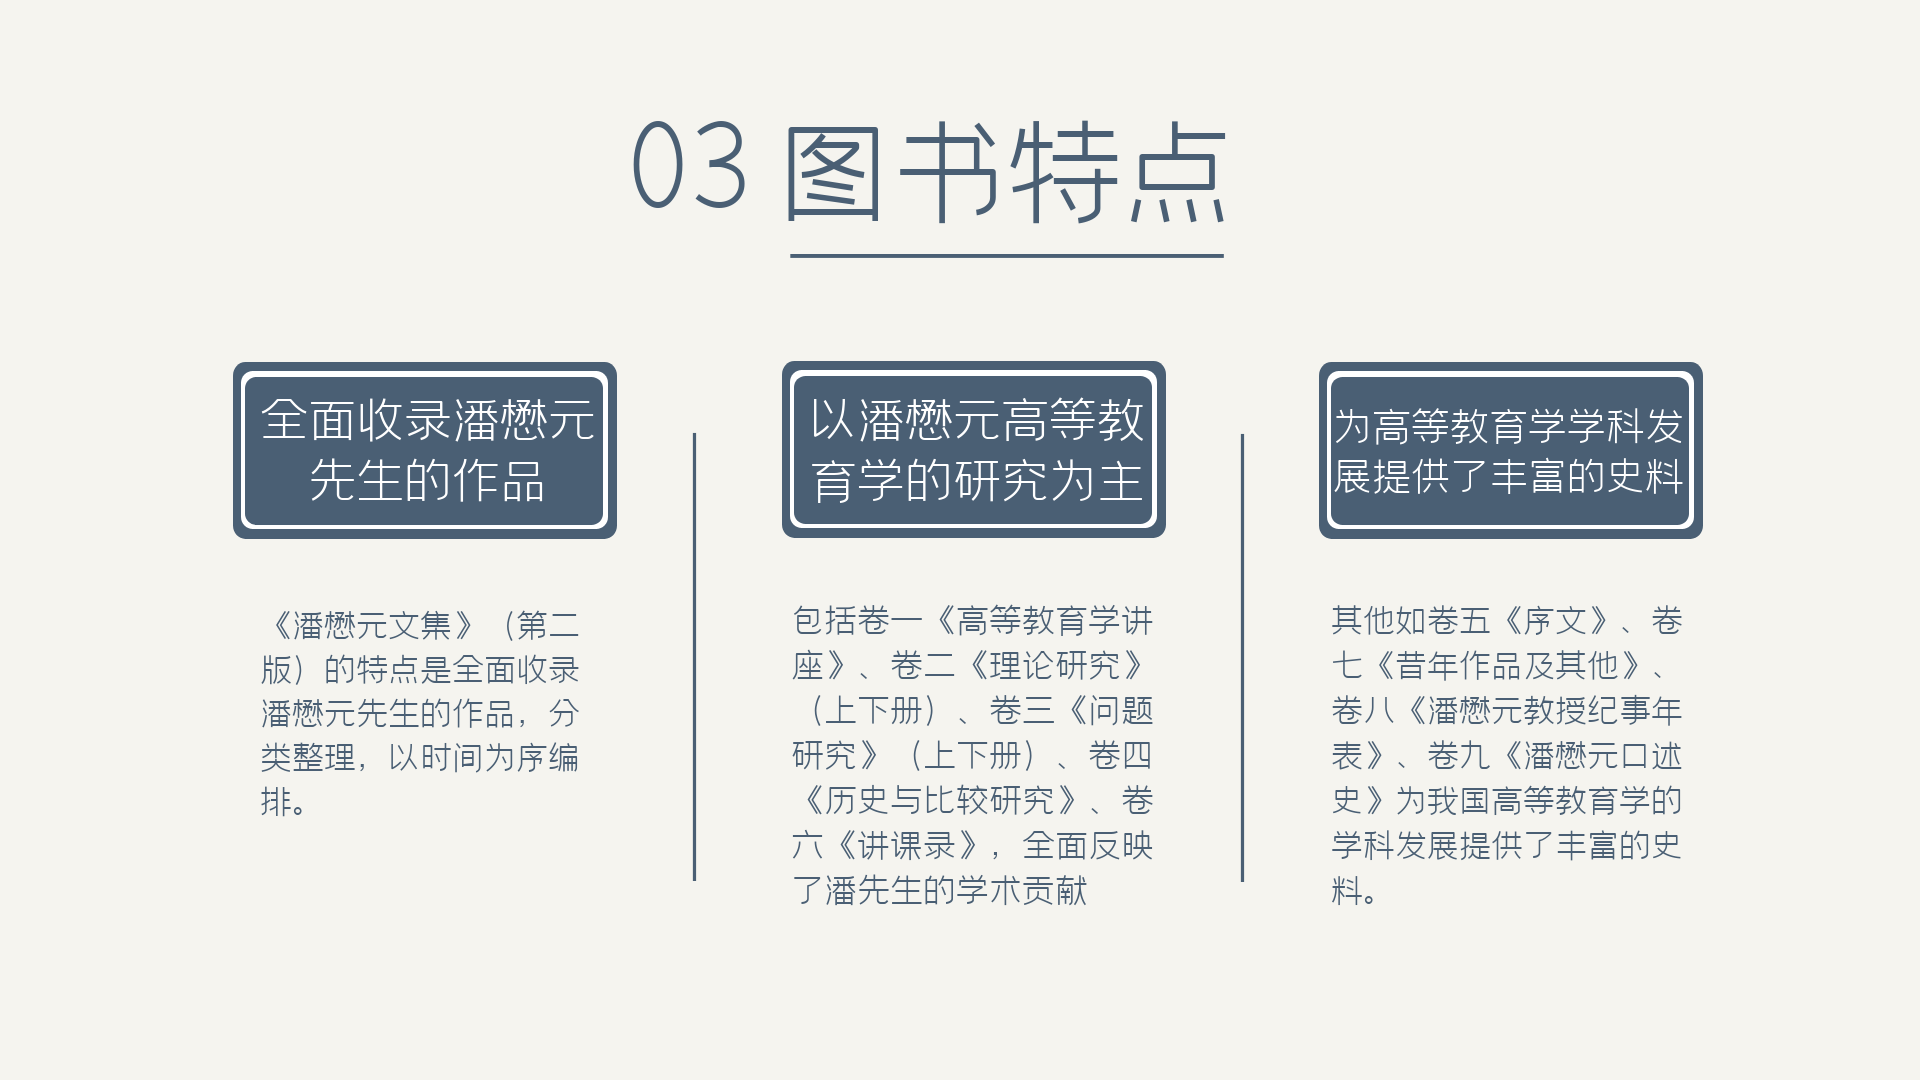 03 图书特点
全面收录潘懋元
先生的作品
《潘懋元文集》（第二
版）的特点是全面收录
潘懋元先生的作品，分
类整理，以时间为序编
排。
以潘懋元高等教
育学的研究为主
包括卷一《高等教育学讲
座》、卷二《理论研究》
（上下册）、卷三《问题
研究》（上下册）、卷四
《历史与比较研究》、卷
六《讲课录》，全面反映
了潘先生的学术贡献
为高等教育学学科发
展提供了丰富的史料
其他如卷五《序文》、卷
七《昔年作品及其他》、
卷八《潘懋元教授纪事年
表》、卷九《潘懋元口述
史》为我国高等教育学的
学科发展提供了丰富的史
料。